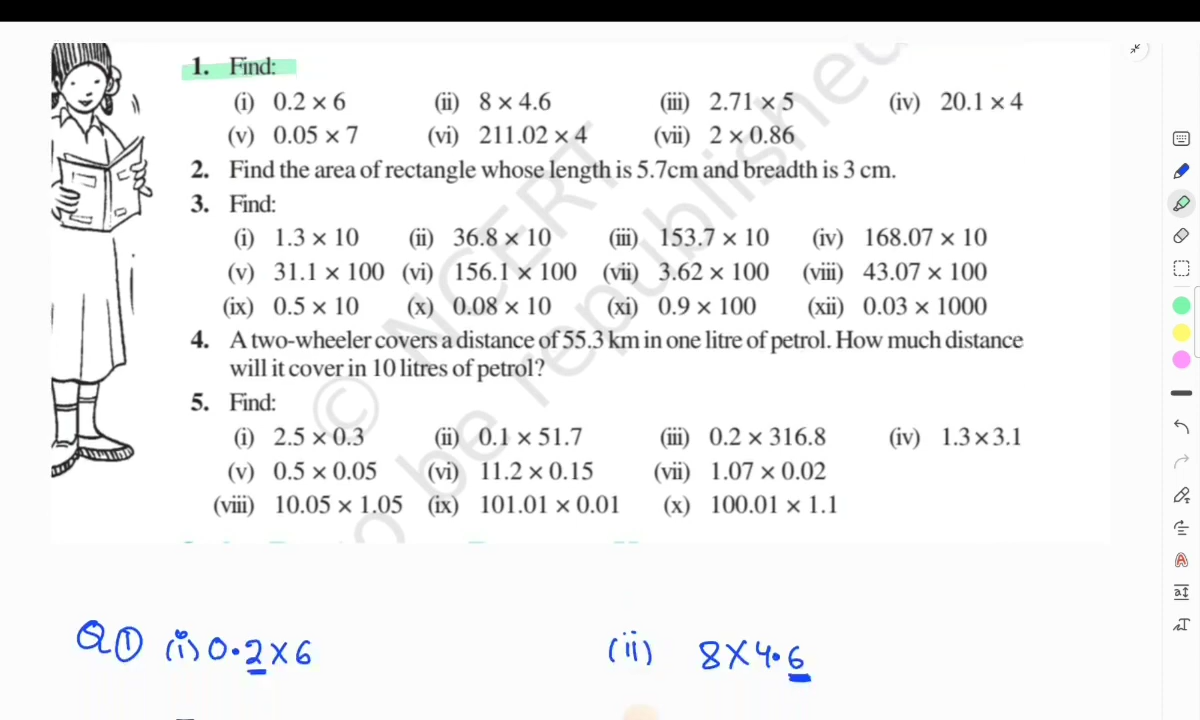 1. Find:
(i) 0.2 × 6 (ii) 8 × 4.6 (iii) 2.71 × 5 (iv) 20.1 × 4
(v) 0.05 × 7 (vi) 211.02 × 4 (vii) 2 × 0.86
2. Find the area of rectangle whose length is 5.7cm and breadth is 3 cm.
3. Find:
(i) 1.3 × 10 (ii) 36.8 × 10 (iii) 153.7 × 10 (iv) 168.07 × 10
(v) 31.1 × 100 (vi) 156.1 × 100 (vii) 3.62 × 100 (viii) 43.07 × 100
(ix) 0.5 × 10 (x) 0.08 × 10 (xi) 0.9 × 100 (xii) 0.03 × 1000
4. A two-wheeler covers a distance of 55.3 km in one litre of petrol. How much distance
will it cover in 10 litres of petrol?
5. Find:
(i) 2.5 × 0.3 (ii) 0.1 × 51.7 (iii) 0.2 × 316.8 (iv) 1.3 × 3.1
(v) 0.5 × 0.05 (vi) 11.2 × 0.15 (vii) 1.07 × 0.02
(viii) 10.05 × 1.05 (ix) 101.01 × 0.01 (x) 100.01 × 1.1
© NCERT
o be republished
Q① (i) 0.2 × 6 (ii) 8 × 4.6